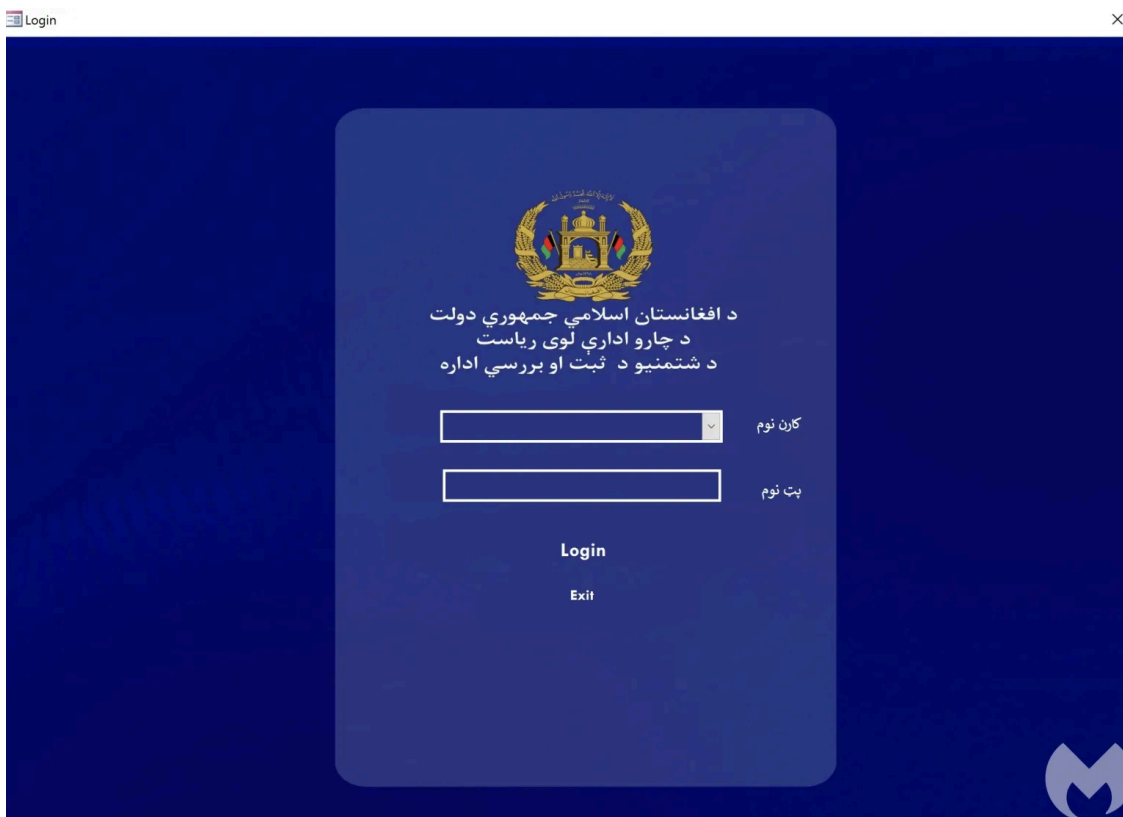 Login
د افغانستان اسلامي جمهوري دولت
د چارو ادارې لوی ریاست
د شتمنیو د ثبت او بررسي اداره
کارن نوم
پټ نوم
Login
Exit